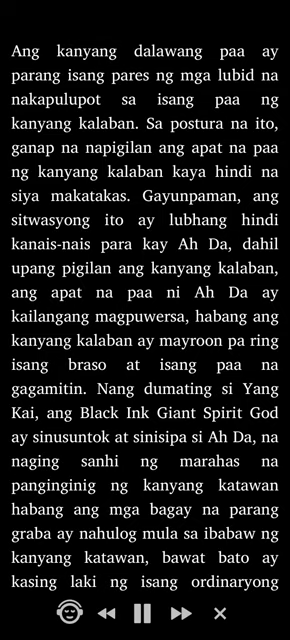 Ang kanyang dalawang paa ay
parang isang pares ng mga lubid na
nakapulupot sa isang paa ng
kanyang kalaban. Sa postura na ito,
ganap na napigilan ang apat na paa
ng kanyang kalaban kaya hindi na
siya makatakas. Gayunpaman, ang
sitwasyong ito ay lubhang hindi
kanais-nais para kay Ah Da, dahil
upang pigilan ang kanyang kalaban,
ang apat na paa ni Ah Da ay
kailangang magpuwersa, habang ang
kanyang kalaban ay mayroon pa ring
isang braso at isang paa na
gagamitin. Nang dumating si Yang
Kai, ang Black Ink Giant Spirit God
ay sinusuntok at sinisipa si Ah Da, na
naging sanhi ng marahas na
panginginig ng kanyang katawan
habang ang mga bagay na parang
graba ay nahulog mula sa ibabaw ng
kanyang katawan, bawat bato ay
kasing laki ng isang ordinaryong